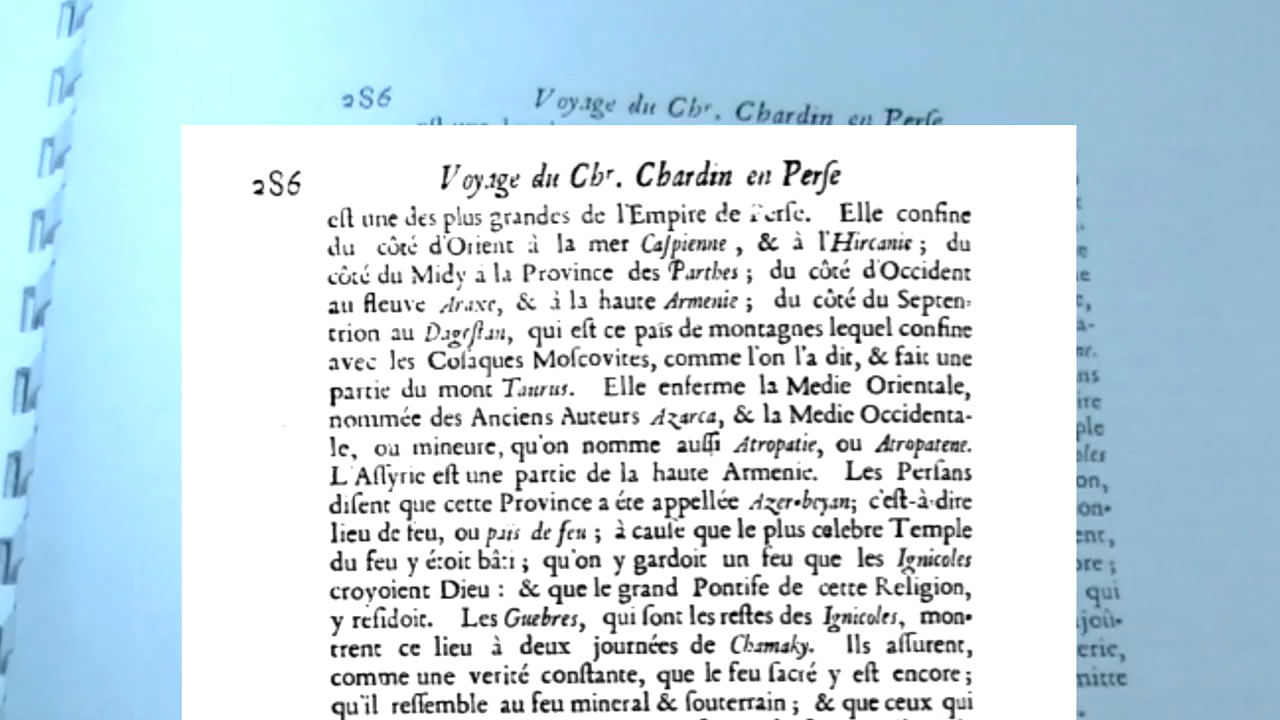 286 Voyage du Chr. Chardin en Perſe
286 Voyage du Chr. Chardin en Perſe
eſt une des plus grandes de l'Empire de Perſe. Elle confine
du côté d'Orient à la mer Caſpienne, & à l'Hircanie; du
côté du Midy à la Province des Parthes; du côté d'Occident
au fleuve Araxe, & à la haute Armenie; du côté du Septen-
trion au Dageſtan, qui eſt ce païs de montagnes lequel confine
avec les Coſaques Moſcovites, comme l'on l'a dit, & fait une
partie du mont Taurus. Elle enferme la Medie Orientale,
nommée des Anciens Auteurs Azarca, & la Medie Occidenta-
le, ou mineure, qu'on nomme auſſi Atropatie, ou Atropatene.
L'Aſſyrie eſt une partie de la haute Armenie. Les Perſans
diſent que cette Province a éte appellée Azer-beyan; c'eſt-à-dire
lieu de feu, ou païs de feu; à cauſe que le plus celebre Temple
du feu y étoit bâti; qu'on y gardoit un feu que les Ignicoles
croyoient Dieu: & que le grand Pontife de cette Religion,
y reſidoit. Les Guebres, qui ſont les reſtes des Ignicoles, mon-
trent ce lieu à deux journées de Chamaky. Ils aſſurent,
comme une verité conſtante, que le feu ſacré y eſt encore;
qu'il reſſemble au feu mineral & ſouterrain; & que ceux qui